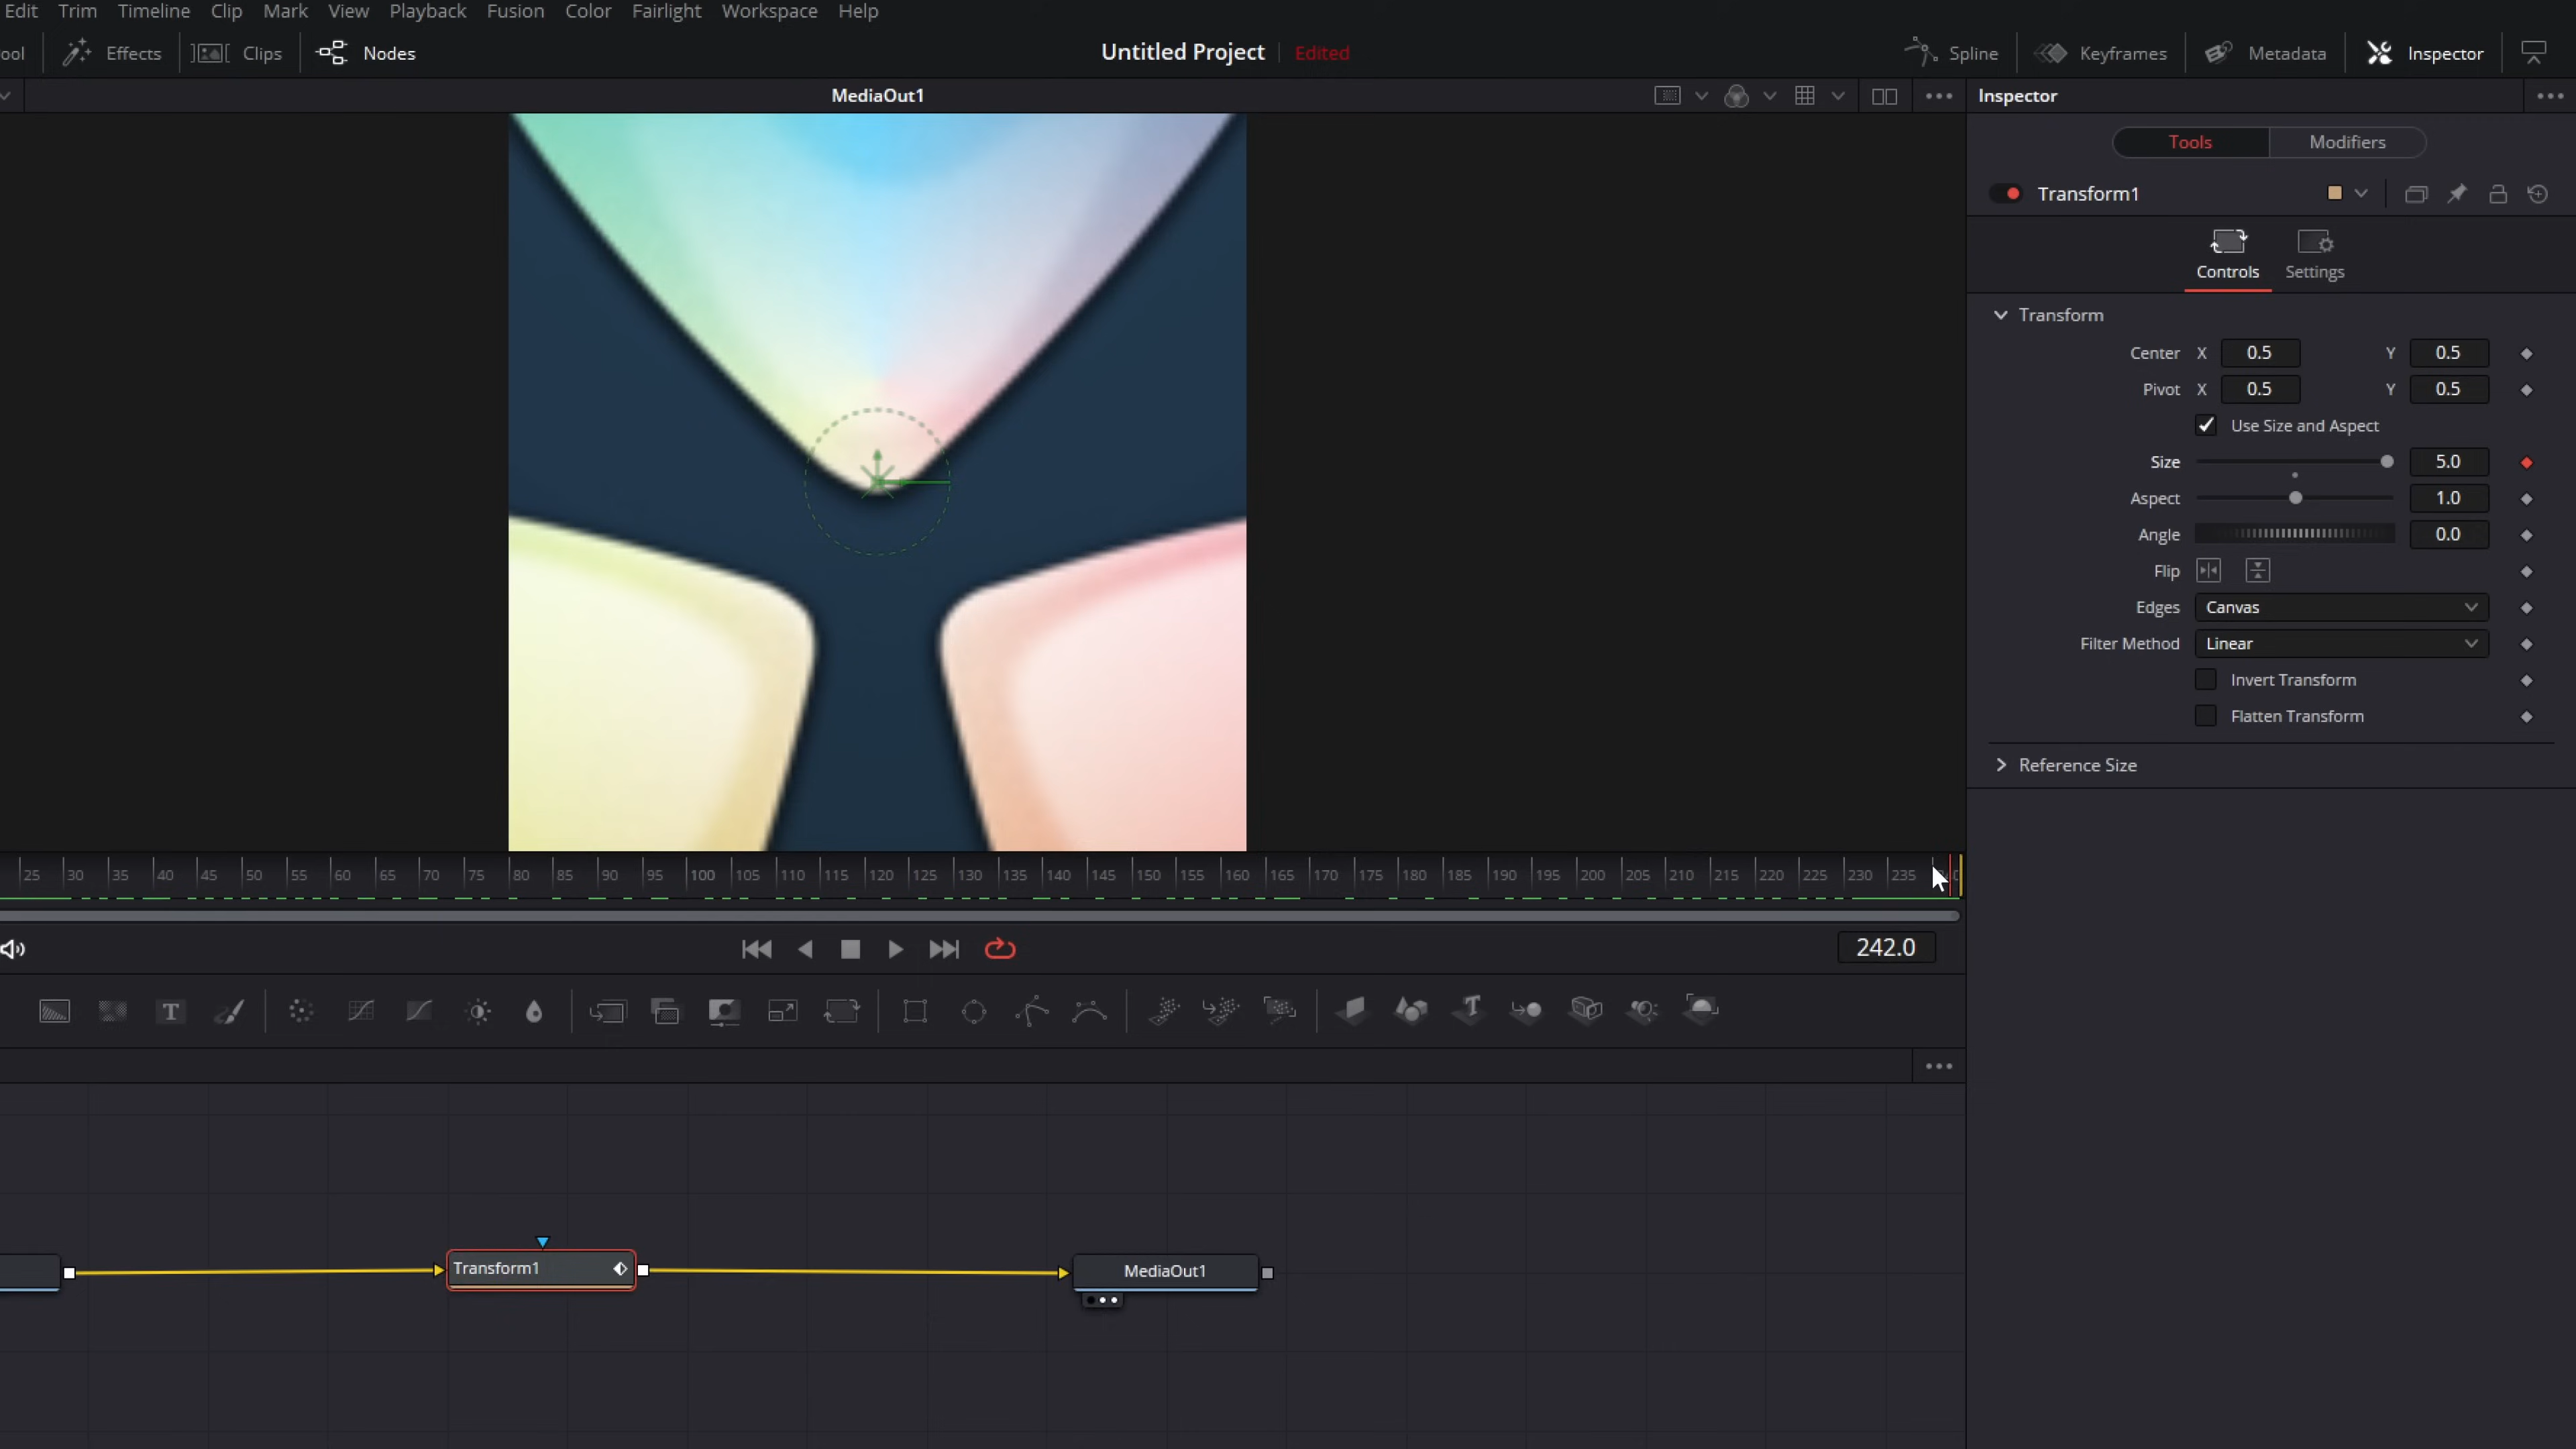 Edit Trim Timeline Clip Mark View Playback Fusion Color Fairlight Workspace Help
ool Effects Clips Nodes Untitled Project Edited Spline Keyframes Metadata Inspector
MediaOut1 Inspector
Tools Modifiers
Transform1
Controls Settings
Transform
Center X 0.5 Y 0.5
Pivot X 0.5 Y 0.5
Use Size and Aspect
Size 5.0
Aspect 1.0
Angle 0.0
Flip
Edges Canvas
Filter Method Linear
Invert Transform
Flatten Transform
Reference Size
25 30 35 40 45 50 55 60 65 70 75 80 85 90 95 100 105 110 115 120 125 130 135 140 145 150 155 160 165 170 175 180 185 190 195 200 205 210 215 220 225 230 235
242.0
T
Transform1 MediaOut1